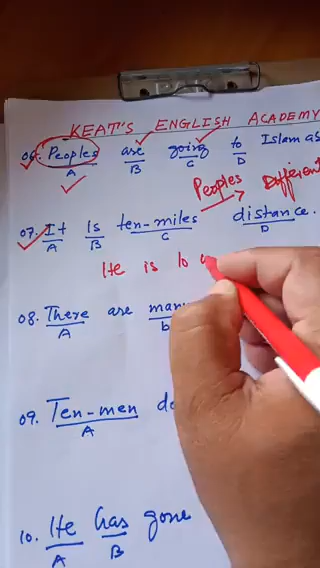 KEAT'S ENGLISH ACADEMY
06. Peoples are going to Islam
A B C D
Peoples Different
07. It is ten-miles distance.
A B C D
He is 10
08. There are many
A b
09. Ten-men
A
10. He has gone
A B